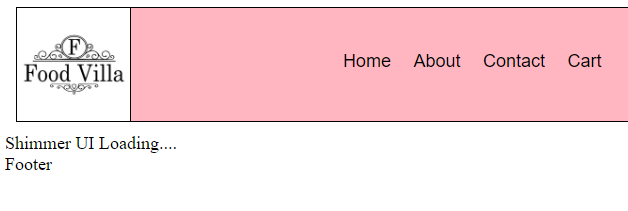 F
Food Villa
Home About Contact Cart
Shimmer UI Loading....
Footer